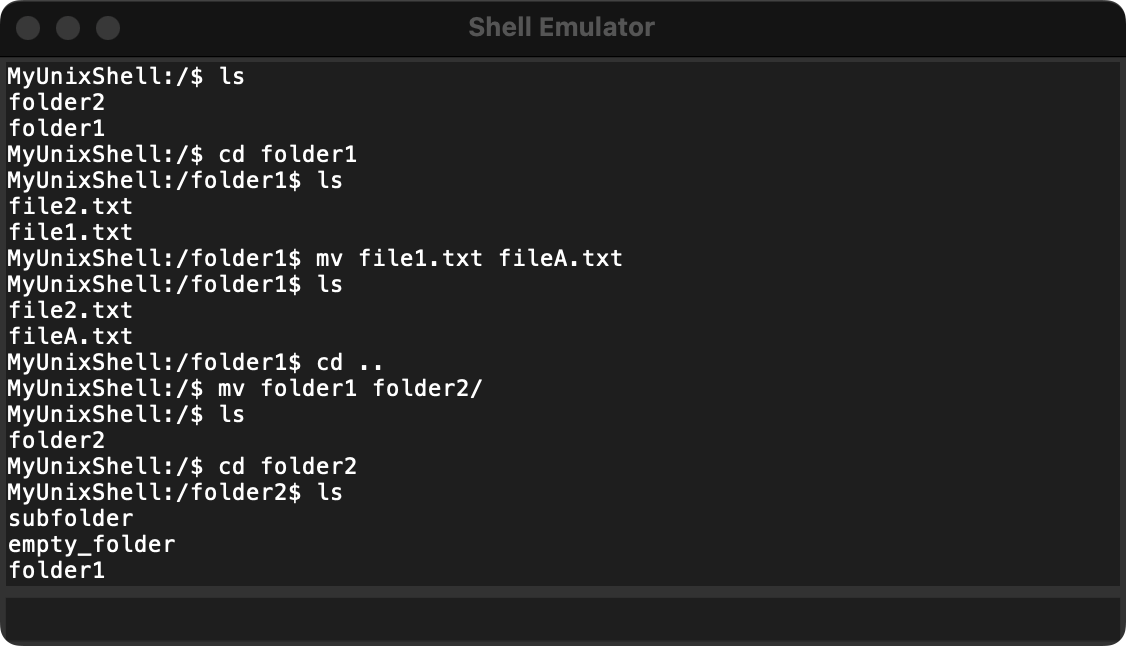 Shell Emulator
MyUnixShell:/$ ls
folder2
folder1
MyUnixShell:/$ cd folder1
MyUnixShell:/folder1$ ls
file2.txt
file1.txt
MyUnixShell:/folder1$ mv file1.txt fileA.txt
MyUnixShell:/folder1$ ls
file2.txt
fileA.txt
MyUnixShell:/folder1$ cd ..
MyUnixShell:/$ mv folder1 folder2/
MyUnixShell:/$ ls
folder2
MyUnixShell:/$ cd folder2
MyUnixShell:/folder2$ ls
subfolder
empty_folder
folder1